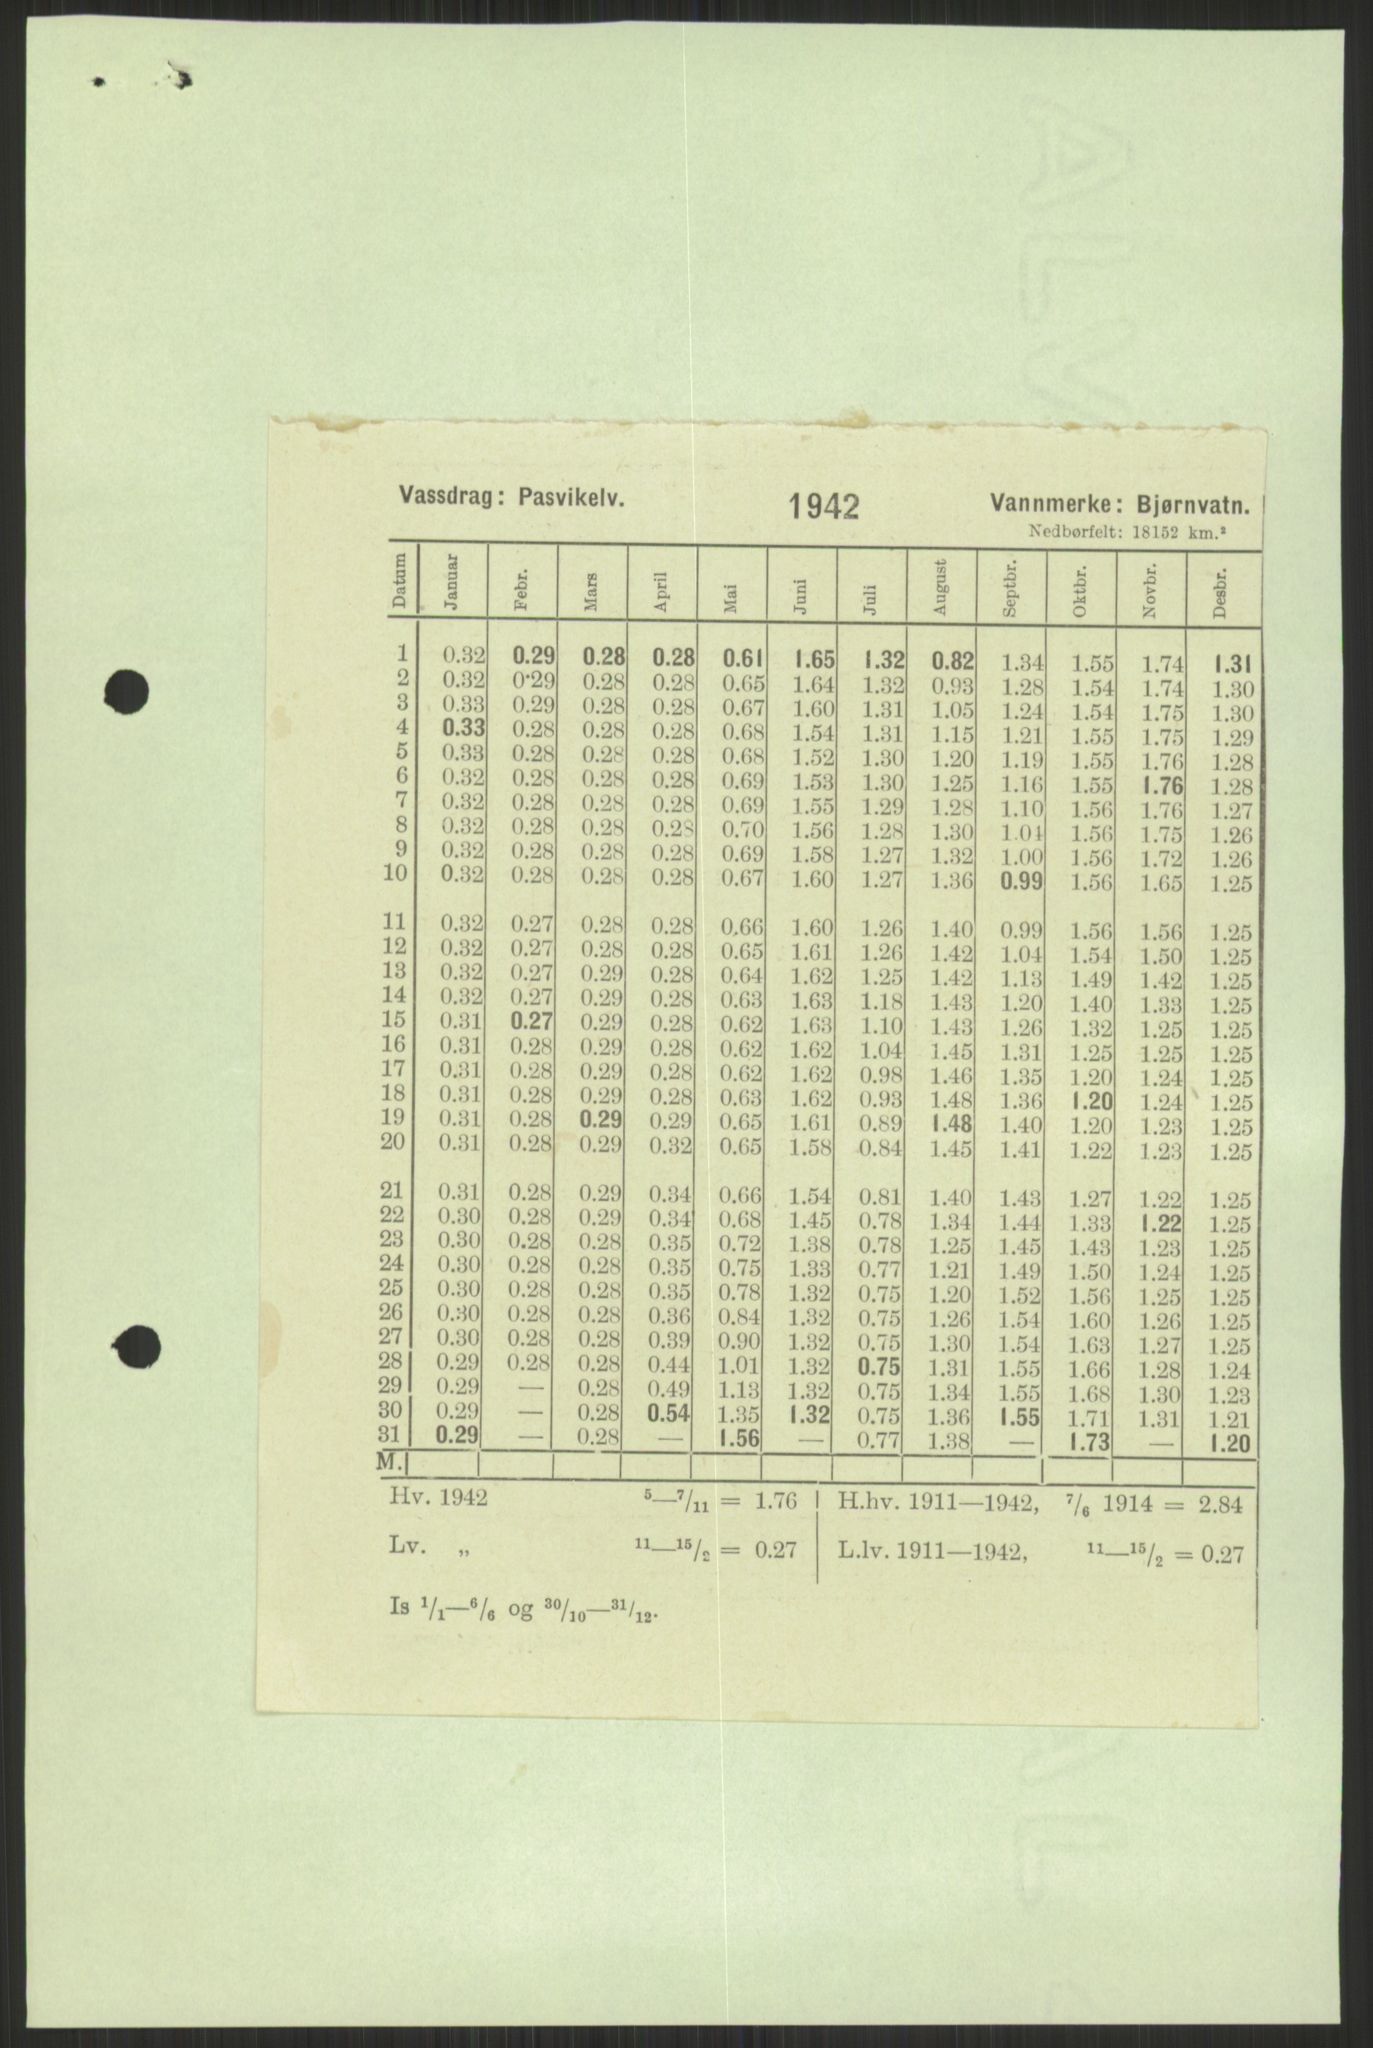 Vassdrag: Pasvikelv. 1942 Vannmerke: Bjørnvatn.
Nedbørfelt: 18152 km.²
Datum Januar Febr. Mars April Mai Juni Juli August Septbr. Oktbr. Novbr. Desbr.
1 0.32 0.29 0.28 0.28 0.61 1.65 1.32 0.82 1.34 1.55 1.74 1.31
2 0.32 0.29 0.28 0.28 0.65 1.64 1.32 0.93 1.28 1.54 1.74 1.30
3 0.33 0.29 0.28 0.28 0.67 1.60 1.31 1.05 1.24 1.54 1.75 1.30
4 0.33 0.28 0.28 0.28 0.68 1.54 1.31 1.15 1.21 1.55 1.75 1.29
5 0.33 0.28 0.28 0.28 0.68 1.52 1.30 1.20 1.19 1.55 1.76 1.28
6 0.32 0.28 0.28 0.28 0.69 1.53 1.30 1.25 1.16 1.55 1.76 1.28
7 0.32 0.28 0.28 0.28 0.69 1.55 1.29 1.28 1.10 1.56 1.76 1.27
8 0.32 0.28 0.28 0.28 0.70 1.56 1.28 1.30 1.04 1.56 1.75 1.26
9 0.32 0.28 0.28 0.28 0.69 1.58 1.27 1.32 1.00 1.56 1.72 1.26
10 0.32 0.28 0.28 0.28 0.67 1.60 1.27 1.36 0.99 1.56 1.65 1.25
11 0.32 0.27 0.28 0.28 0.66 1.60 1.26 1.40 0.99 1.56 1.56 1.25
12 0.32 0.27 0.28 0.28 0.65 1.61 1.26 1.42 1.04 1.54 1.50 1.25
13 0.32 0.27 0.29 0.28 0.64 1.62 1.25 1.42 1.13 1.49 1.42 1.25
14 0.32 0.27 0.29 0.28 0.63 1.63 1.18 1.43 1.20 1.40 1.33 1.25
15 0.31 0.27 0.29 0.28 0.62 1.63 1.10 1.43 1.26 1.32 1.25 1.25
16 0.31 0.28 0.29 0.28 0.62 1.62 1.04 1.45 1.31 1.25 1.25 1.25
17 0.31 0.28 0.29 0.28 0.62 1.62 0.98 1.46 1.35 1.20 1.24 1.25
18 0.31 0.28 0.29 0.28 0.63 1.62 0.93 1.48 1.36 1.20 1.24 1.25
19 0.31 0.28 0.29 0.29 0.65 1.61 0.89 1.48 1.40 1.20 1.23 1.25
20 0.31 0.28 0.29 0.32 0.65 1.58 0.84 1.45 1.41 1.22 1.23 1.25
21 0.31 0.28 0.29 0.34 0.66 1.54 0.81 1.40 1.43 1.27 1.22 1.25
22 0.30 0.28 0.29 0.34 0.68 1.45 0.78 1.34 1.44 1.33 1.22 1.25
23 0.30 0.28 0.28 0.35 0.72 1.38 0.78 1.25 1.45 1.43 1.23 1.25
24 0.30 0.28 0.28 0.35 0.75 1.33 0.77 1.21 1.49 1.50 1.24 1.25
25 0.30 0.28 0.28 0.35 0.78 1.32 0.75 1.20 1.52 1.56 1.25 1.25
26 0.30 0.28 0.28 0.36 0.84 1.32 0.75 1.26 1.54 1.60 1.26 1.25
27 0.30 0.28 0.28 0.39 0.90 1.32 0.75 1.30 1.54 1.63 1.27 1.25
28 0.29 0.28 0.28 0.44 1.01 1.32 0.75 1.31 1.55 1.66 1.28 1.24
29 0.29 — 0.28 0.49 1.13 1.32 0.75 1.34 1.55 1.68 1.30 1.23
30 0.29 — 0.28 0.54 1.35 1.32 0.75 1.36 1.55 1.71 1.31 1.21
31 0.29 — 0.28 — 1.56 — 0.77 1.38 — 1.73 — 1.20
M.
Hv. 1942 ⁵—⁷/₁₁ = 1.76 H.hv. 1911—1942, ⁷/₆ 1914 = 2.84
Lv. „ ¹¹—¹⁵/₂ = 0.27 L.lv. 1911—1942, ¹¹—¹⁵/₂ = 0.27
Is ¹/₁—⁶/₆ og ³⁰/₁₀—³¹/₁₂.